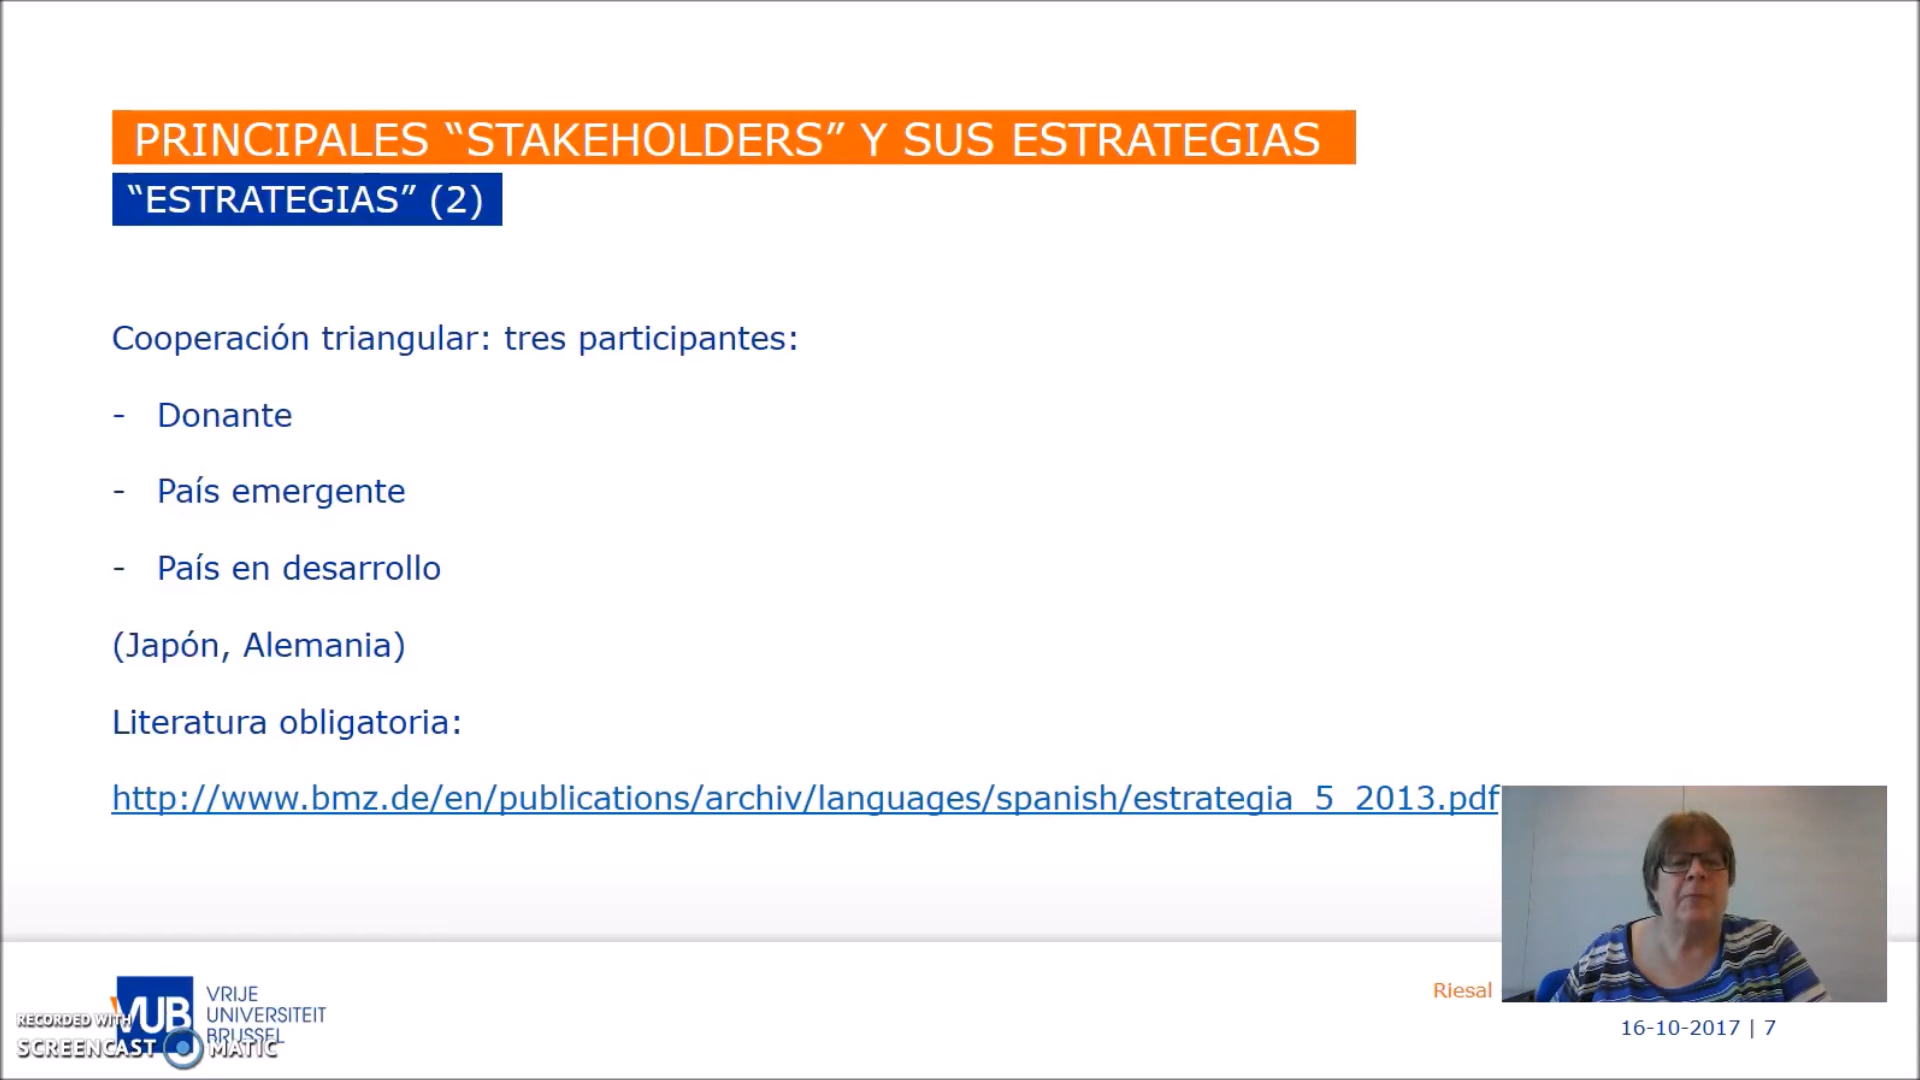 PRINCIPALES “STAKEHOLDERS” Y SUS ESTRATEGIAS
“ESTRATEGIAS” (2)
Cooperación triangular: tres participantes:
- Donante
- País emergente
- País en desarrollo
(Japón, Alemania)
Literatura obligatoria:
http://www.bmz.de/en/publications/archiv/languages/spanish/estrategia_5_2013.pdf
Riesal
16-10-2017 | 7
VUB
VRIJE
UNIVERSITEIT
BRUSSEL
RECORDED WITH
SCREENCAST MATIC